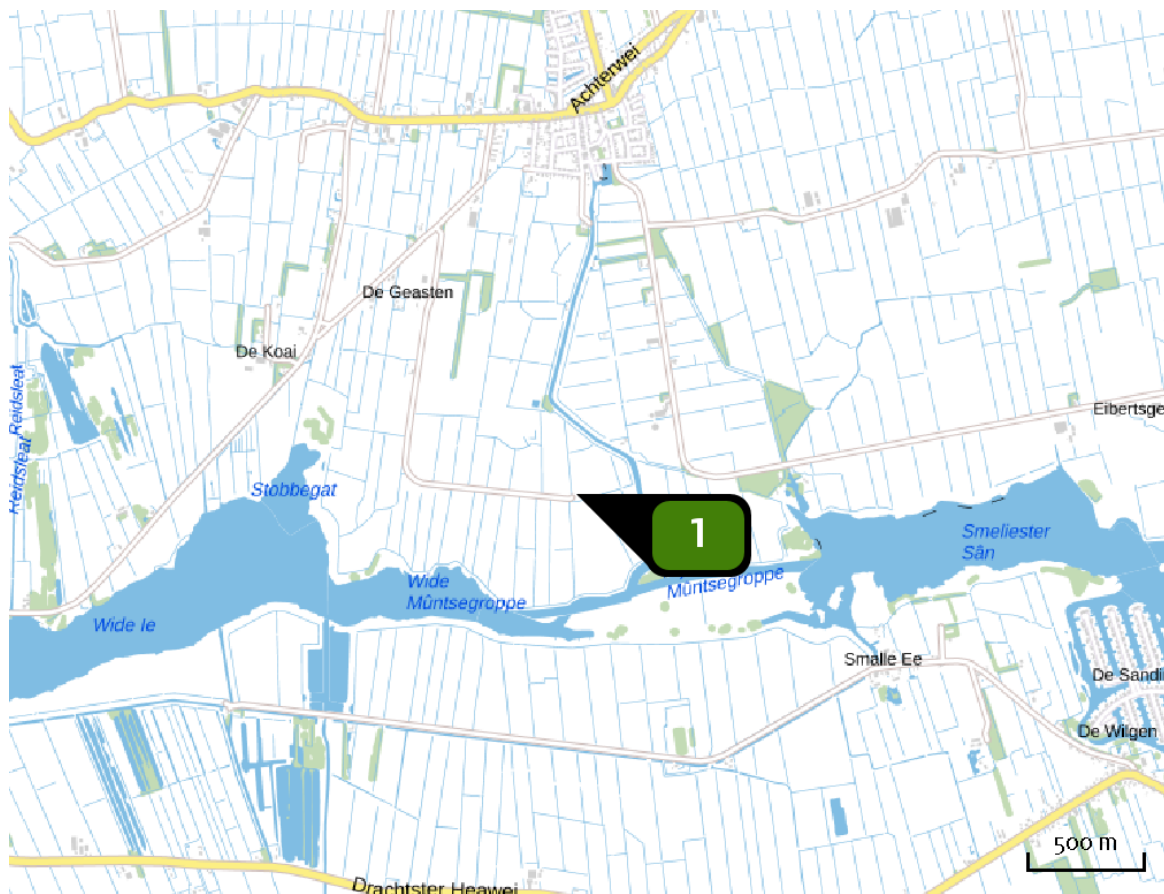 Achterwei
De Geasten
De Koai
Eibertsge
Reidsleat
Reidsleat
Stobbegat
1
Smeliester
Sân
Wide
Mûntsegroppe
Mûntsegroppe
Wide Ie
Smalle Ee
De Sandi
De Wilgen
500 m
Drachtster Heawei